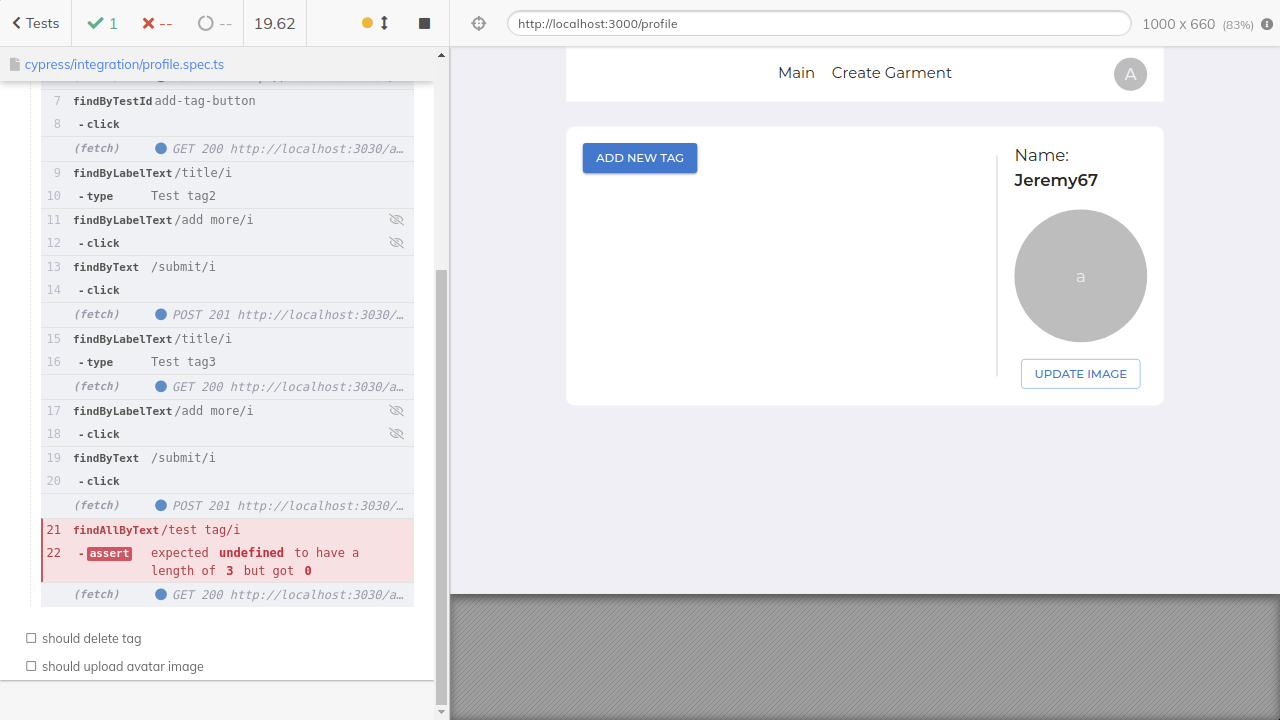 Tests
1
--
--
19.62
cypress/integration/profile.spec.ts
7 findByTestId add-tag-button
8 -click
(fetch) GET 200 http://localhost:3030/a…
9 findByLabelText /title/i
10 -type Test tag2
11 findByLabelText /add more/i
12 -click
13 findByText /submit/i
14 -click
(fetch) POST 201 http://localhost:3030/…
15 findByLabelText /title/i
16 -type Test tag3
(fetch) GET 200 http://localhost:3030/a…
17 findByLabelText /add more/i
18 -click
19 findByText /submit/i
20 -click
(fetch) POST 201 http://localhost:3030/…
21 findAllByText /test tag/i
22 -assert expected undefined to have a
length of 3 but got 0
(fetch) GET 200 http://localhost:3030/a…
should delete tag
should upload avatar image
http://localhost:3000/profile
1000 x 660 (83%)
Main Create Garment
A
ADD NEW TAG
Name:
Jeremy67
a
UPDATE IMAGE